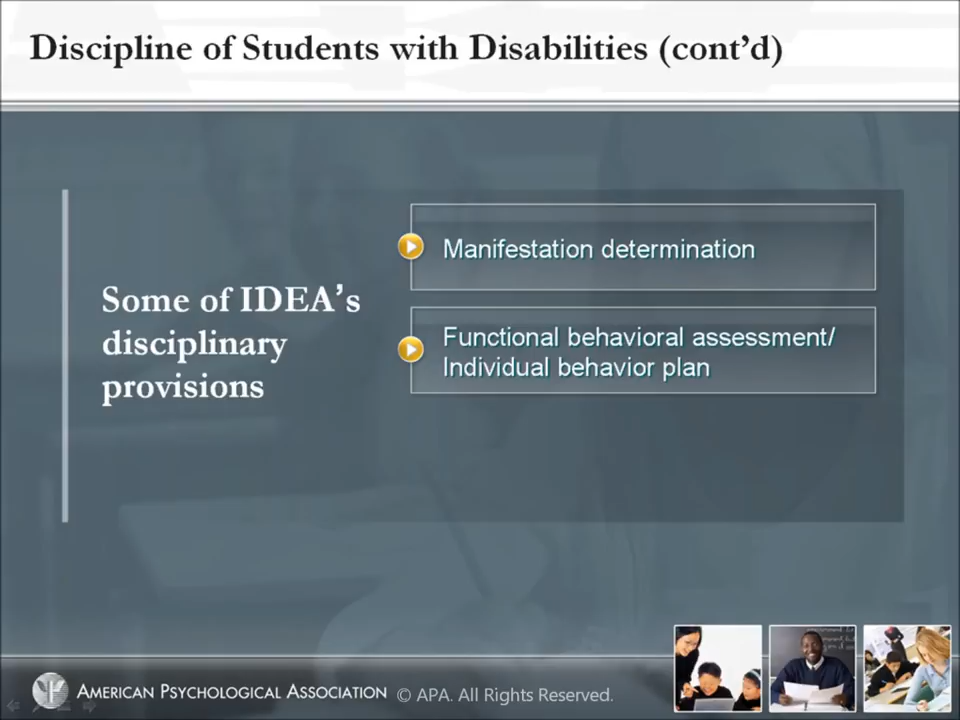 Discipline of Students with Disabilities (cont’d)
Some of IDEA’s
disciplinary
provisions
Manifestation determination
Functional behavioral assessment/
Individual behavior plan
AMERICAN PSYCHOLOGICAL ASSOCIATION © APA. All Rights Reserved.